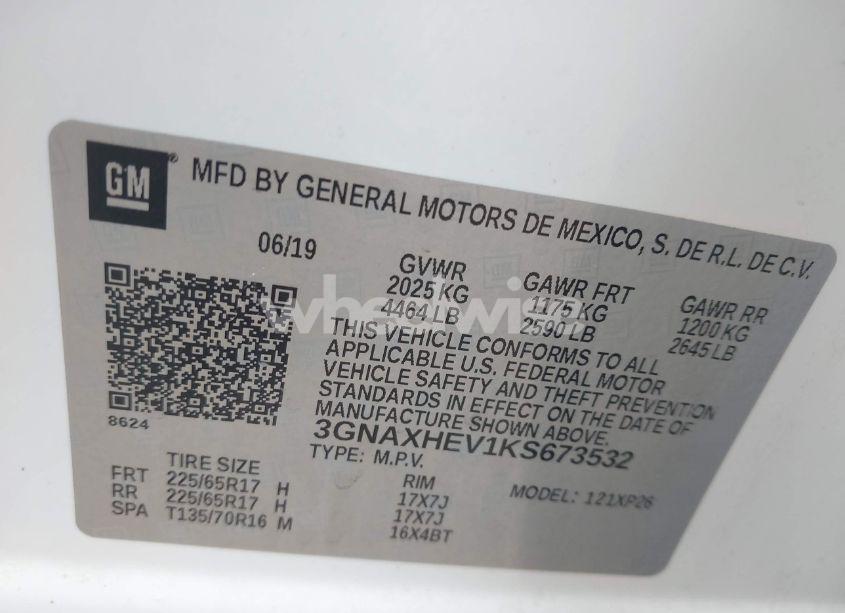 GM® MFD BY GENERAL MOTORS DE MEXICO, S. DE R.L. DE C.V.
06/19
GVWR GAWR FRT GAWR RR
2025 KG 1175 KG 1200 KG
4464 LB 2590 LB 2645 LB
THIS VEHICLE CONFORMS TO ALL
APPLICABLE U.S. FEDERAL MOTOR
VEHICLE SAFETY AND THEFT PREVENTION
STANDARDS IN EFFECT ON THE DATE OF
MANUFACTURE SHOWN ABOVE.
8624
3GNAXHEV1KS673532
TYPE: M.P.V.
MODEL: 121XP26
TIRE SIZE RIM
FRT 225/65R17 H 17X7J
RR 225/65R17 H 17X7J
SPA T135/70R16 M 16X4BT
wheelwise